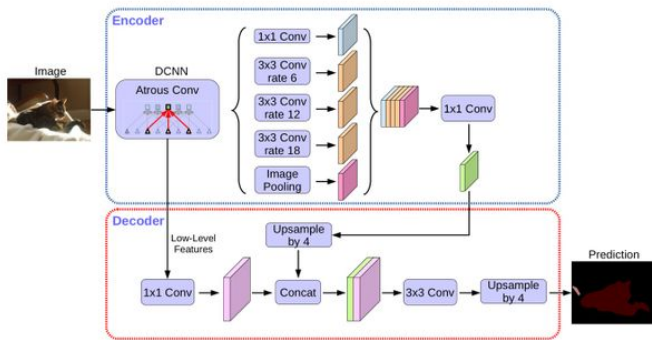 Encoder
Image
DCNN
Atrous Conv
1x1 Conv
3x3 Conv
rate 6
3x3 Conv
rate 12
3x3 Conv
rate 18
Image
Pooling
1x1 Conv
Decoder
Low-Level
Features
Upsample
by 4
1x1 Conv
Concat
3x3 Conv
Upsample
by 4
Prediction